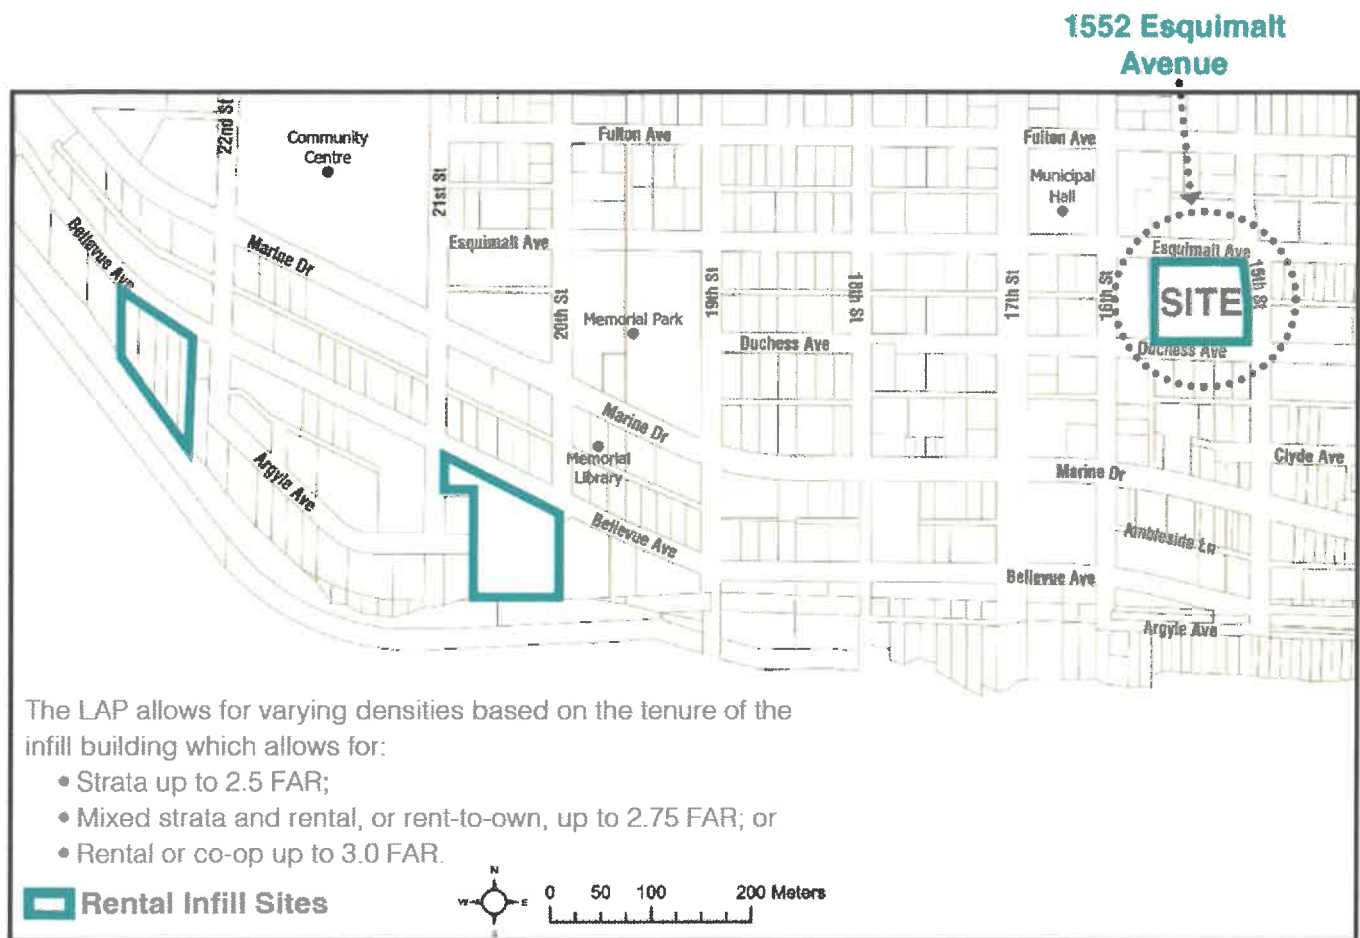 1552 Esquimalt
Avenue
22nd St
Community
Centre
21st St
Fulton Ave
Fulton Ave
Municipal
Hall
Bellevue Ave
Marine Dr
Esquimalt Ave
20th St
Memorial Park
19th St
Duchess Ave
18th St
17th St
16th St
Esquimalt Ave
15th St
SITE
Duchess Ave
Marine Dr
Memorial
Library
Argyle Ave
Bellevue Ave
Marine Dr
Clyde Ave
Ambleside Ln
Bellevue Ave
Argyle Ave
The LAP allows for varying densities based on the tenure of the
infill building which allows for:
• Strata up to 2.5 FAR;
• Mixed strata and rental, or rent-to-own, up to 2.75 FAR; or
• Rental or co-op up to 3.0 FAR.
Rental Infill Sites
N
W E
S
0 50 100 200 Meters